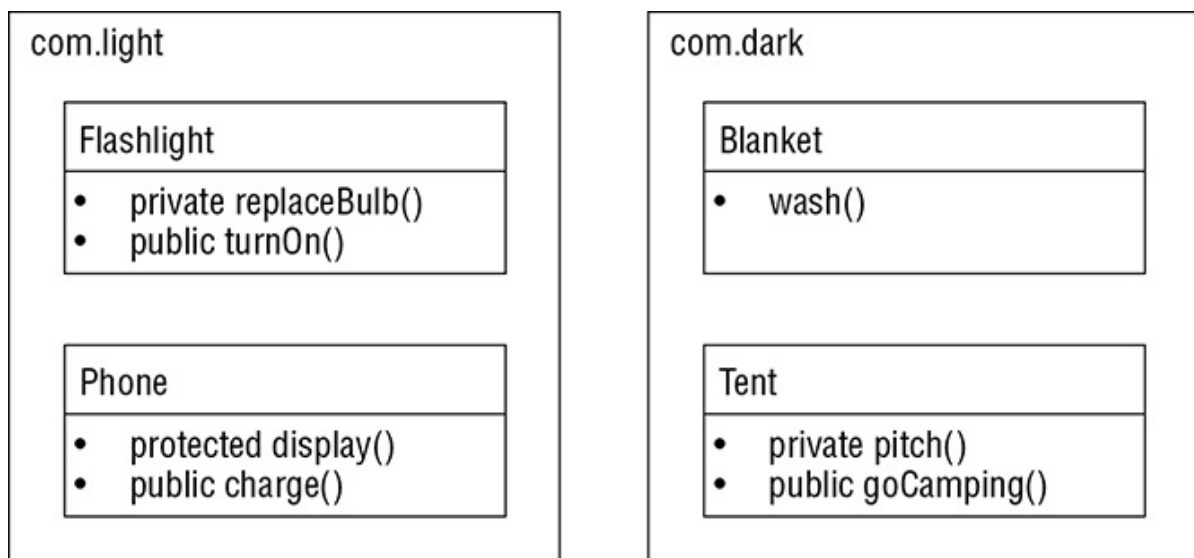 com.light
Flashlight
• private replaceBulb()
• public turnOn()
Phone
• protected display()
• public charge()
com.dark
Blanket
• wash()
Tent
• private pitch()
• public goCamping()